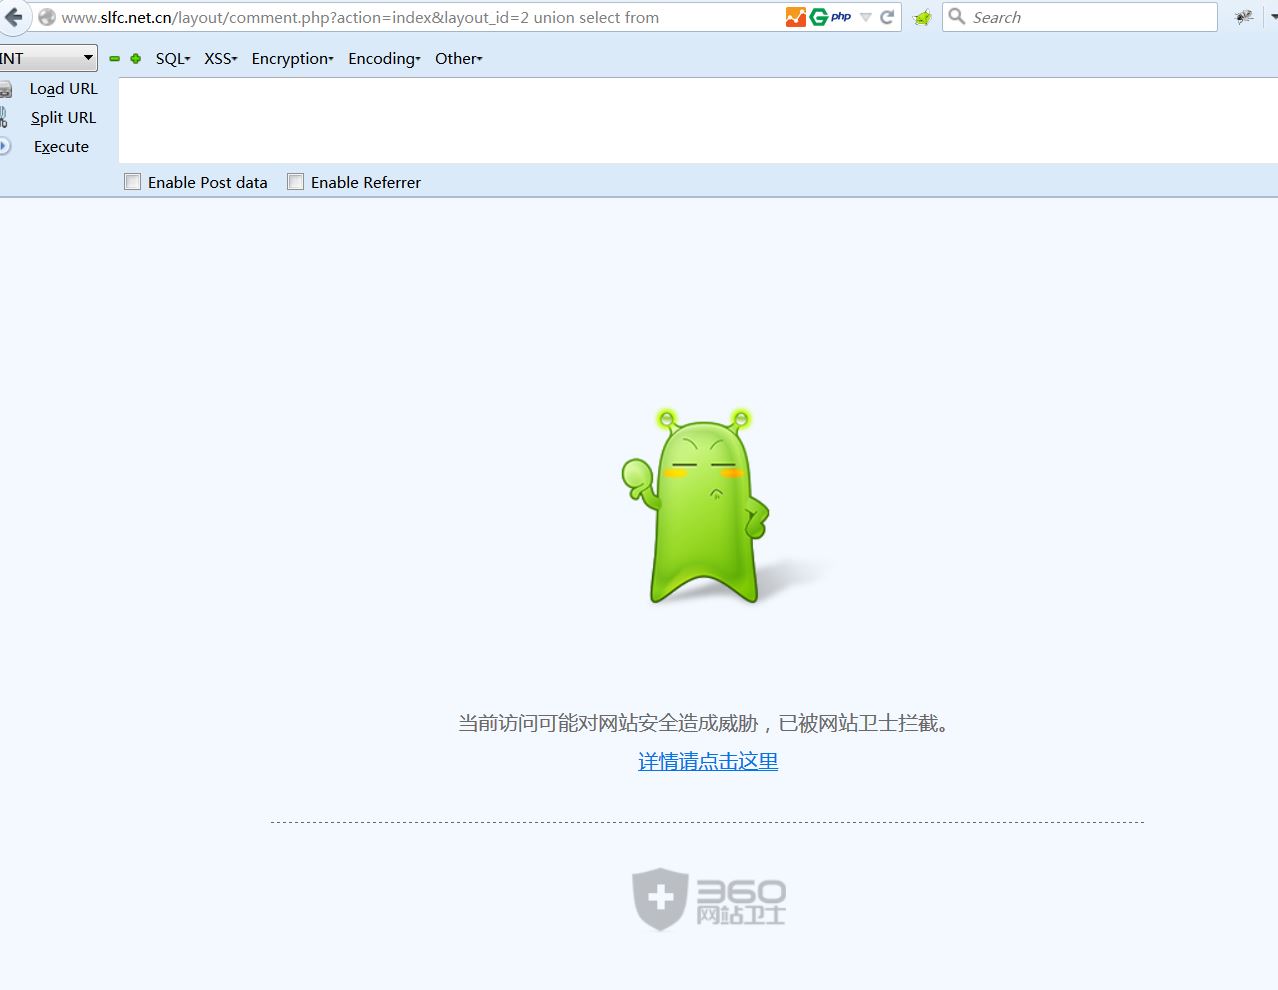 www.slfc.net.cn/layout/comment.php?action=index&layout_id=2 union select from
php
Search
INT
SQL
XSS
Encryption
Encoding
Other
Load URL
Split URL
Execute
Enable Post data
Enable Referrer
当前访问可能对网站安全造成威胁，已被网站卫士拦截。
详情请点击这里
360
网站卫士